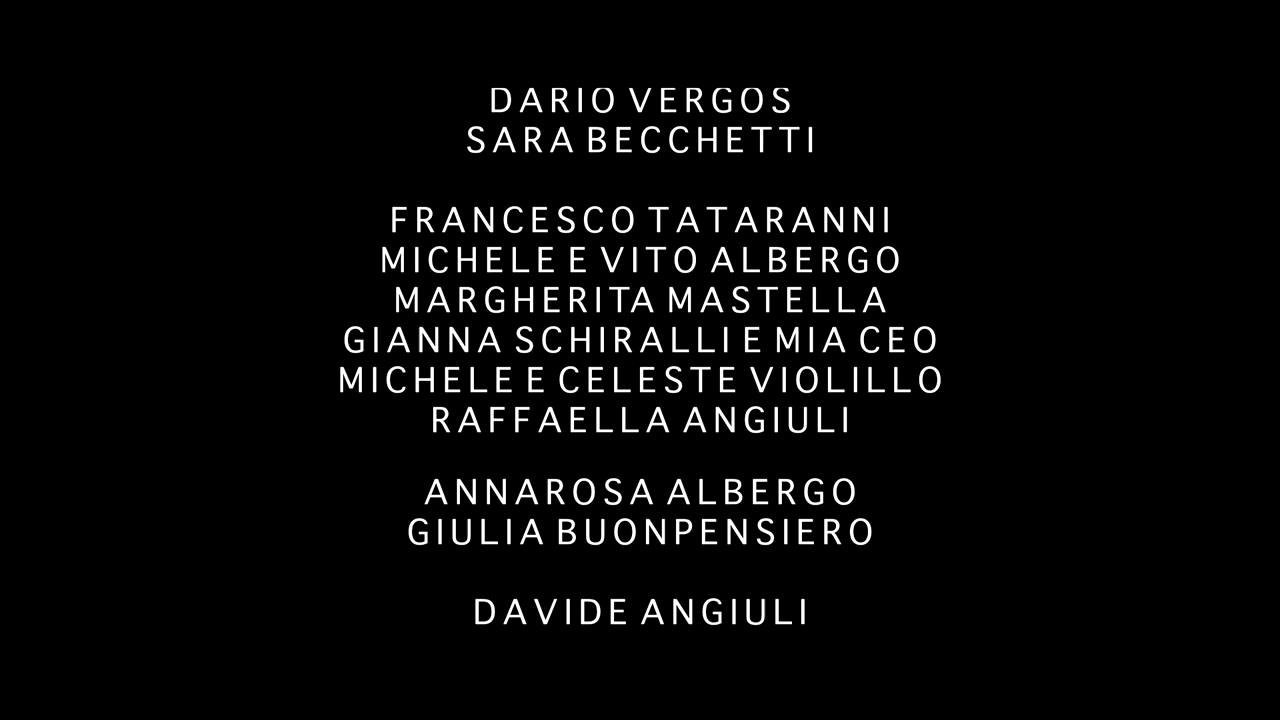 DARIO VERGOS
SARA BECCHETTI
FRANCESCO TATARANNI
MICHELE E VITO ALBERGO
MARGHERITA MASTELLA
GIANNA SCHIRALLI E MIA CEO
MICHELE E CELESTE VIOLILLO
RAFFAELLA ANGIULI
ANNAROSA ALBERGO
GIULIA BUONPENSIERO
DAVIDE ANGIULI